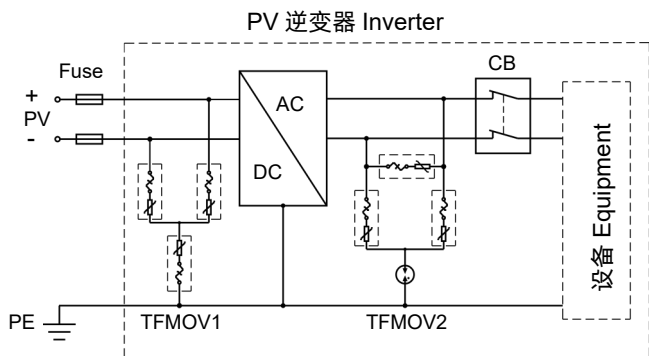 PV 逆变器 Inverter
Fuse
CB
+
PV
-
AC
DC
设备 Equipment
PE
TFMOV1
TFMOV2